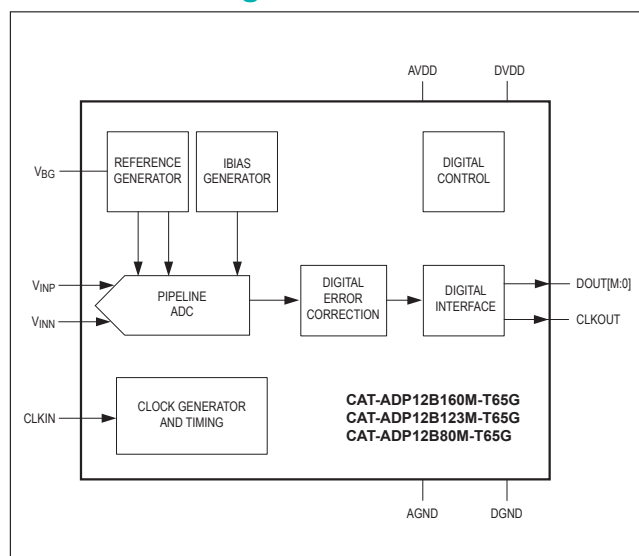 AVDD
DVDD
REFERENCE
GENERATOR
IBIAS
GENERATOR
DIGITAL
CONTROL
VBG
VINP
VINN
PIPELINE
ADC
DIGITAL
ERROR
CORRECTION
DIGITAL
INTERFACE
DOUT[M:0]
CLKOUT
CLKIN
CLOCK GENERATOR
AND TIMING
CAT-ADP12B160M-T65G
CAT-ADP12B123M-T65G
CAT-ADP12B80M-T65G
AGND
DGND